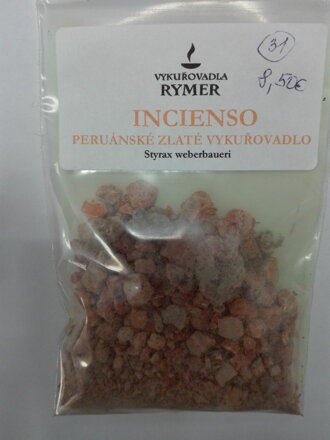 31
8,50€
VYKUŘOVADLA
RYMER
INCIENSO
PERUÁNSKÉ ZLATÉ VYKUŘOVADLO
Styrax weberbaueri